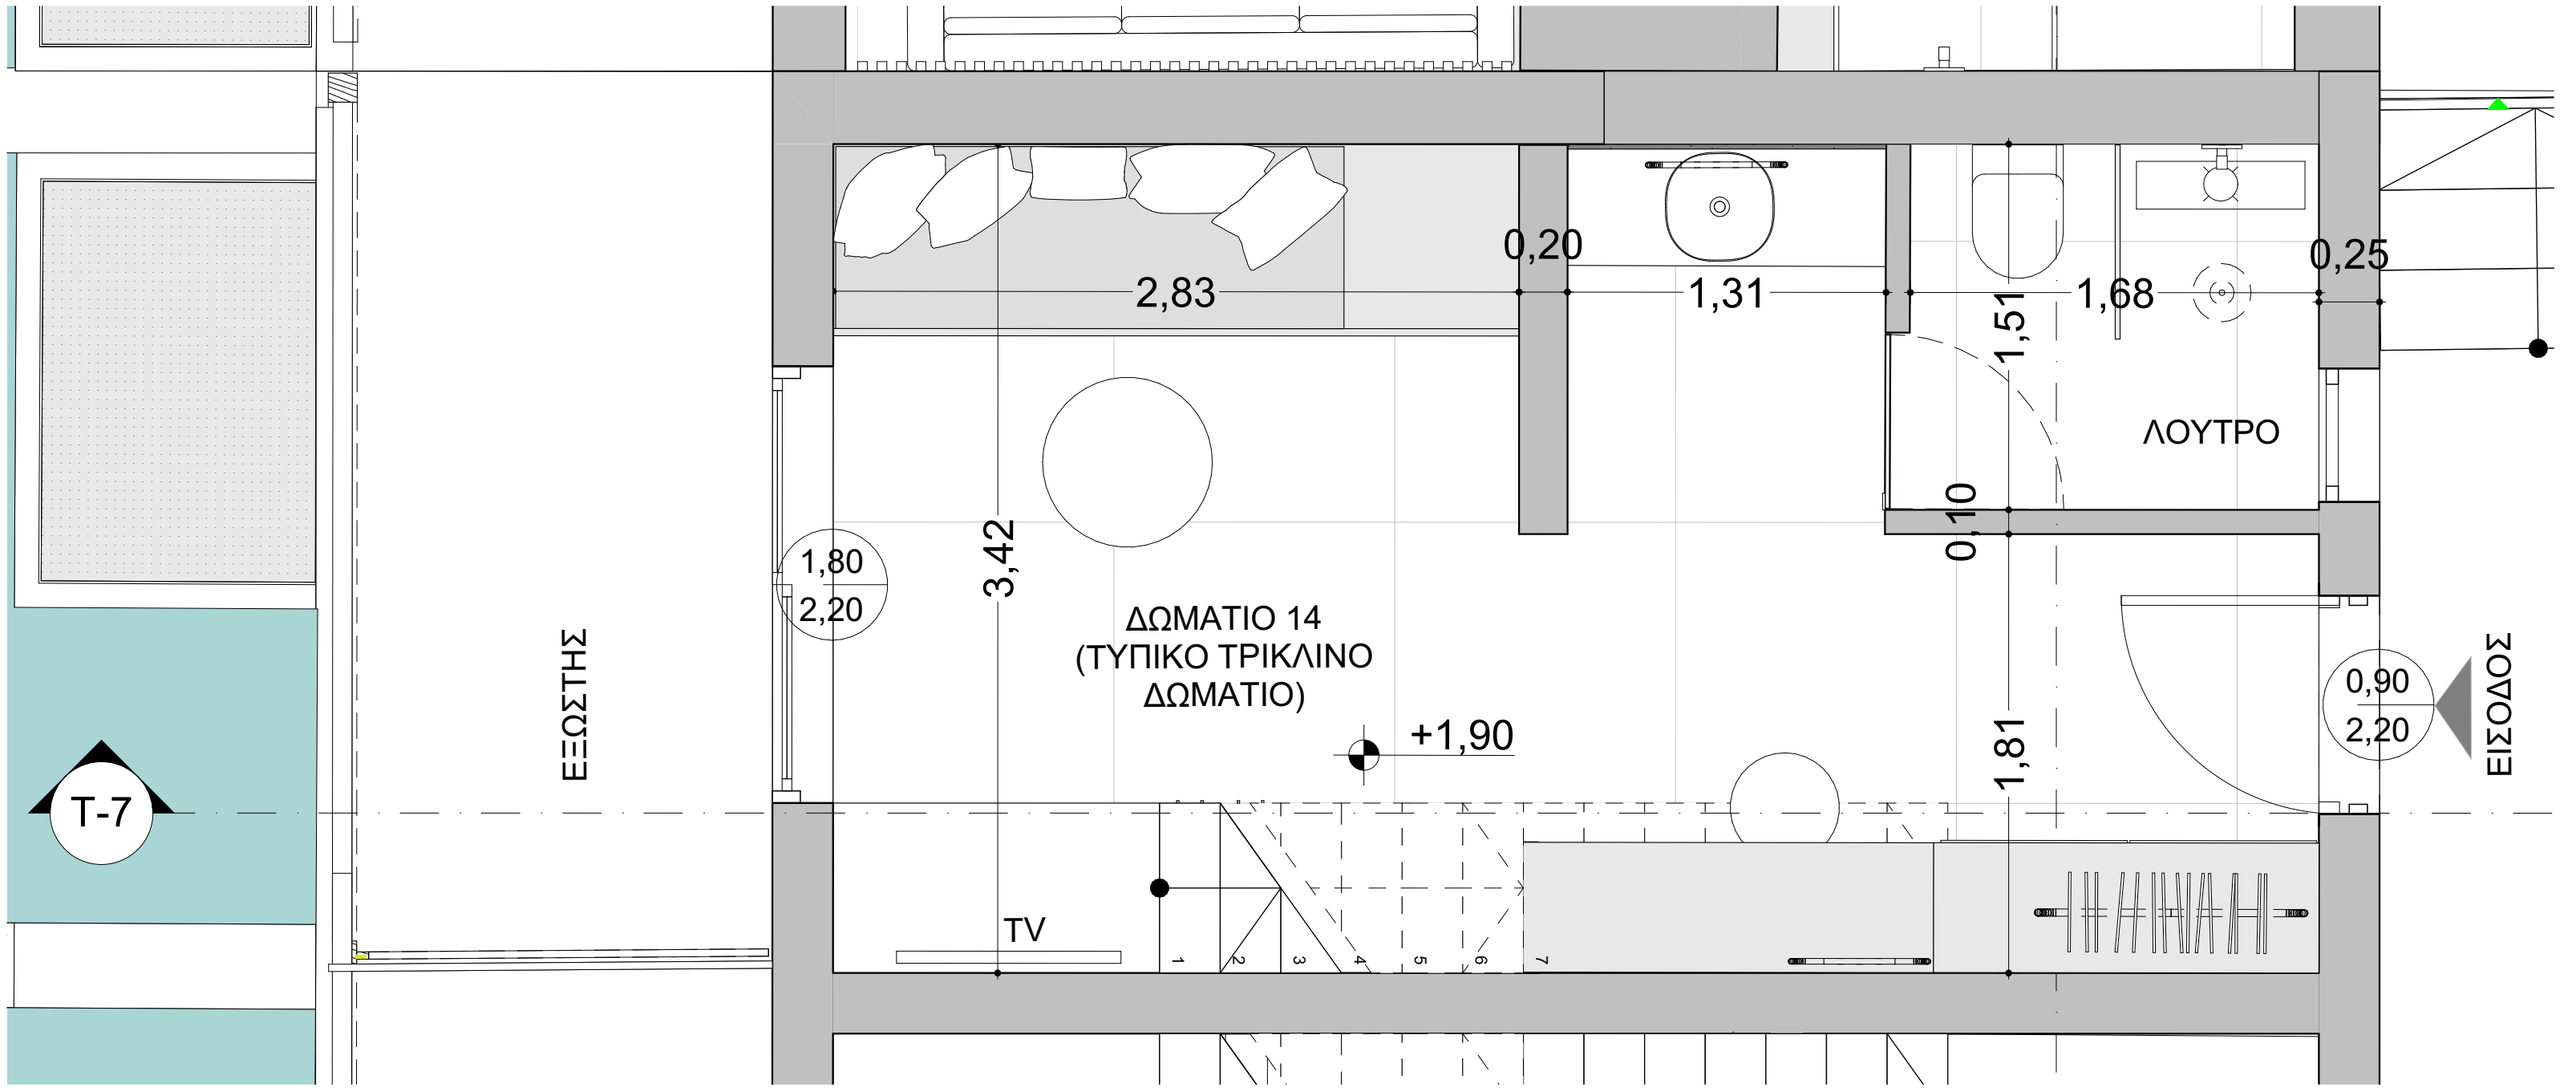 0,20
0,25
2,83
1,31
1,68
1,51
ΛΟΥΤΡΟ
0,10
3,42
1,80
2,20
ΔΩΜΑΤΙΟ 14
(ΤΥΠΙΚΟ ΤΡΙΚΛΙΝΟ
ΔΩΜΑΤΙΟ)
ΕΞΩΣΤΗΣ
+1,90
1,81
0,90
2,20
ΕΙΣΟΔΟΣ
T-7
TV
1 2 3 4 5 6 7